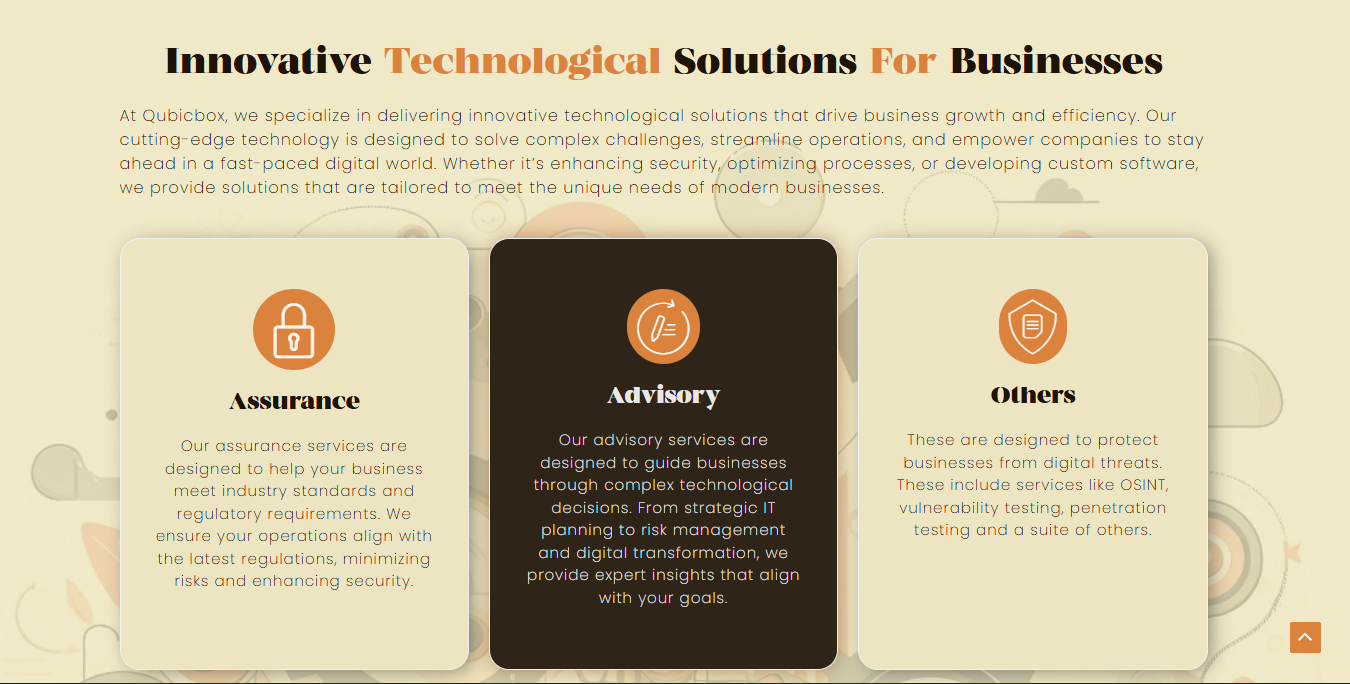 Innovative Technological Solutions For Businesses
At Qubicbox, we specialize in delivering innovative technological solutions that drive business growth and efficiency. Our
cutting-edge technology is designed to solve complex challenges, streamline operations, and empower companies to stay
ahead in a fast-paced digital world. Whether it's enhancing security, optimizing processes, or developing custom software,
we provide solutions that are tailored to meet the unique needs of modern businesses.
Assurance
Our assurance services are
designed to help your business
meet industry standards and
regulatory requirements. We
ensure your operations align with
the latest regulations, minimizing
risks and enhancing security.
Advisory
Our advisory services are
designed to guide businesses
through complex technological
decisions. From strategic IT
planning to risk management
and digital transformation, we
provide expert insights that align
with your goals.
Others
These are designed to protect
businesses from digital threats.
These include services like OSINT,
vulnerability testing, penetration
testing and a suite of others.